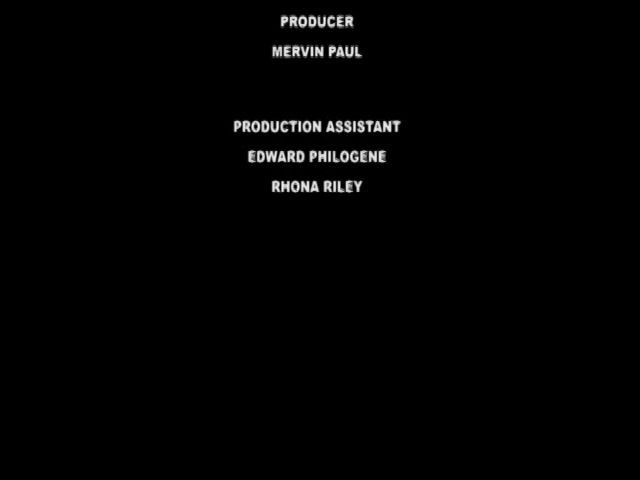 PRODUCER
MERVIN PAUL
PRODUCTION ASSISTANT
EDWARD PHILOGENE
RHONA RILEY